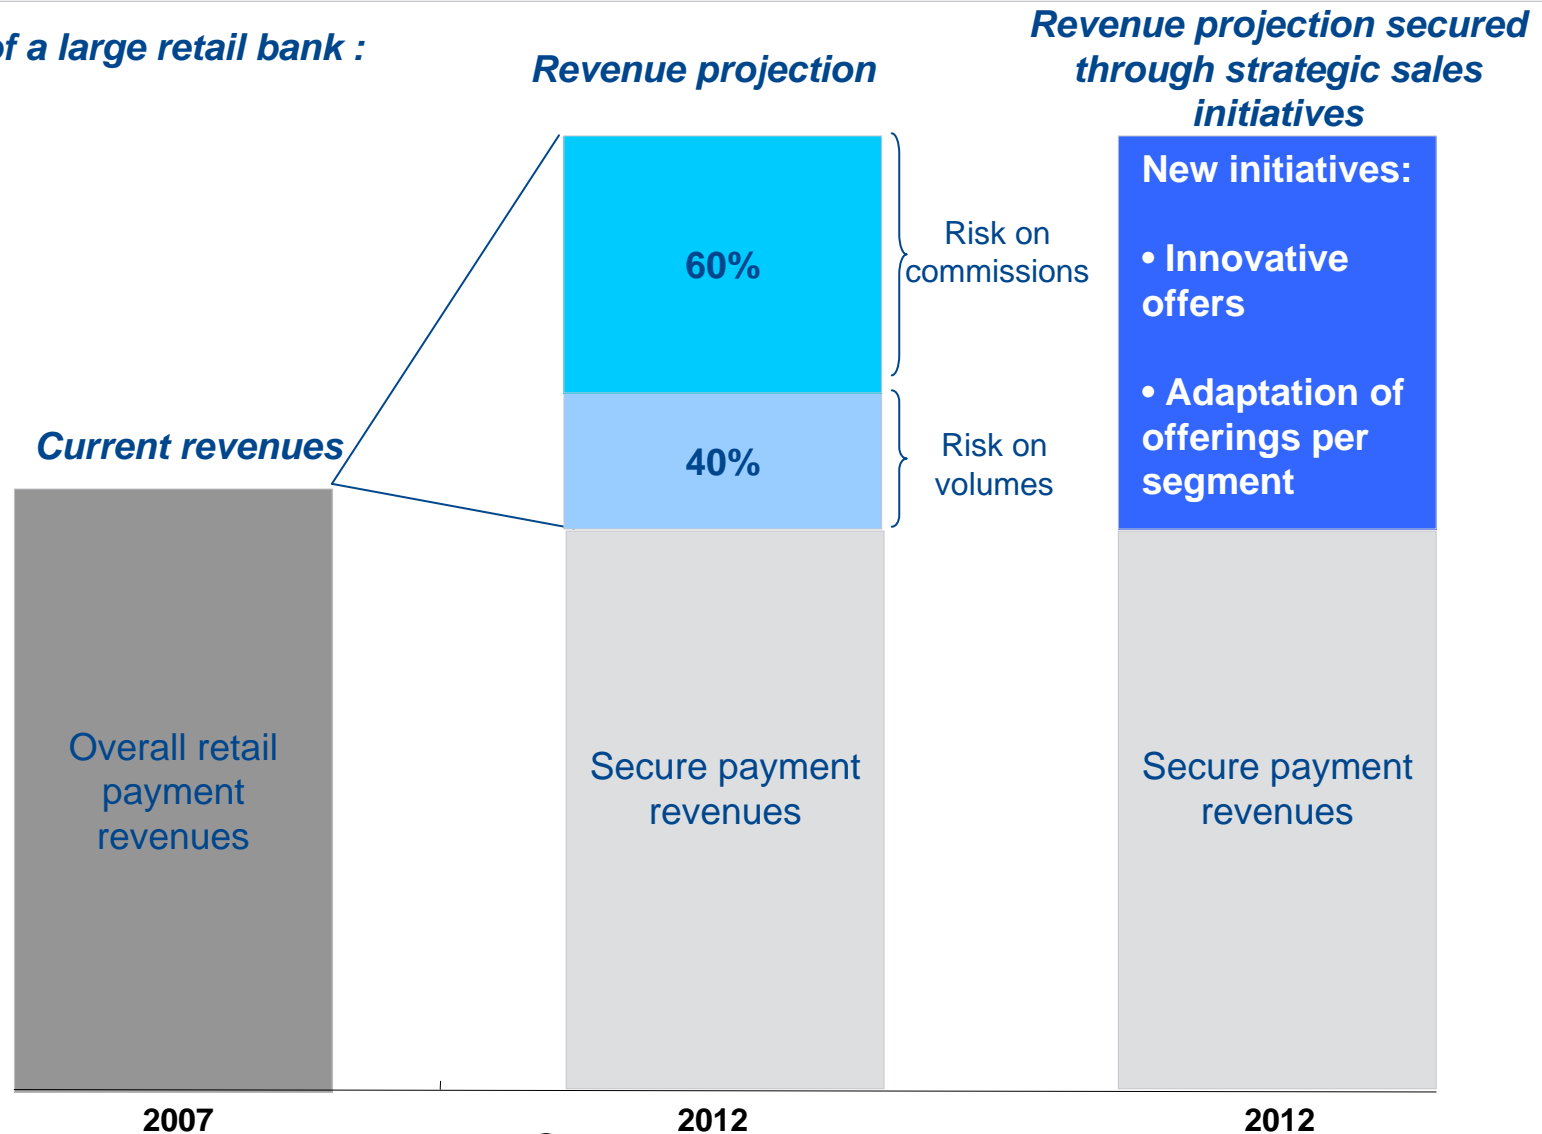 of a large retail bank :
Revenue projection
Revenue projection secured
through strategic sales
initiatives
Current revenues
60%
40%
Risk on
commissions
Risk on
volumes
New initiatives:
• Innovative
offers
• Adaptation of
offerings per
segment
Overall retail
payment
revenues
Secure payment
revenues
Secure payment
revenues
2007
2012
2012